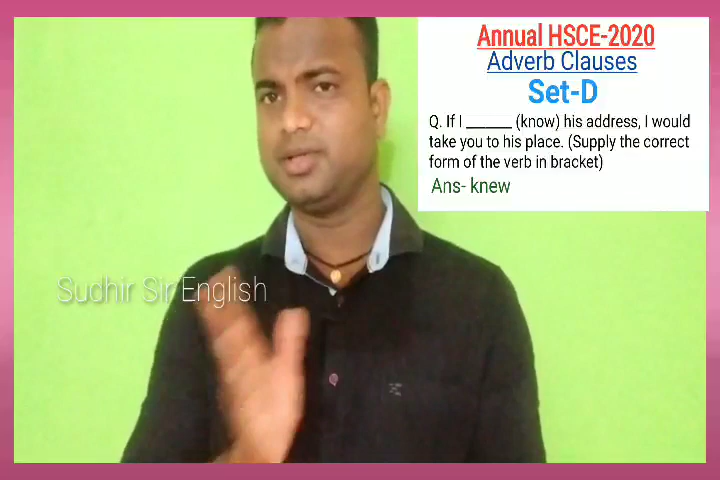 Annual HSCE-2020
Adverb Clauses
Set-D
Q. If I ______ (know) his address, I would
take you to his place. (Supply the correct
form of the verb in bracket)
Ans- knew
Sudhir Sir English